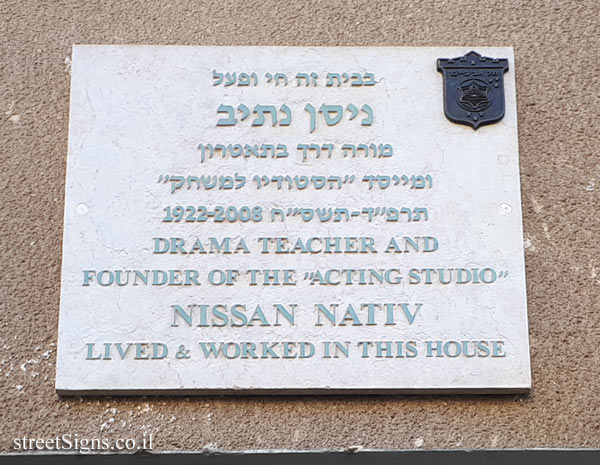 בבית זה חי ופעל
ניסן נתיב
מורה דרך בתאטרון
ומייסד "הסטודיו למשחק"
תרפ"ד-תשס"ח 1922-2008
DRAMA TEACHER AND
FOUNDER OF THE "ACTING STUDIO"
NISSAN NATIV
LIVED & WORKED IN THIS HOUSE
streetSigns.co.il